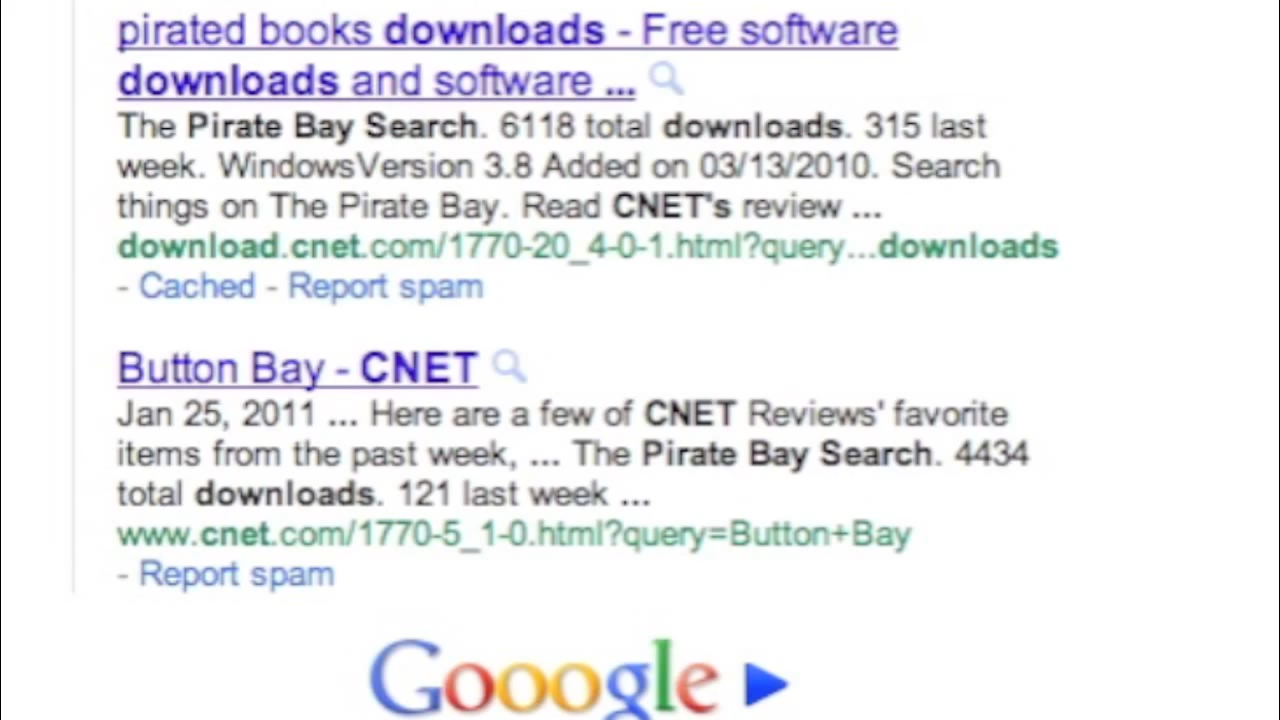 pirated books downloads - Free software
downloads and software ...
The Pirate Bay Search. 6118 total downloads. 315 last
week. WindowsVersion 3.8 Added on 03/13/2010. Search
things on The Pirate Bay. Read CNET's review ...
download.cnet.com/1770-20_4-0-1.html?query...downloads
- Cached - Report spam
Button Bay - CNET
Jan 25, 2011 ... Here are a few of CNET Reviews' favorite
items from the past week, ... The Pirate Bay Search. 4434
total downloads. 121 last week ...
www.cnet.com/1770-5_1-0.html?query=Button+Bay
- Report spam
Gooogle